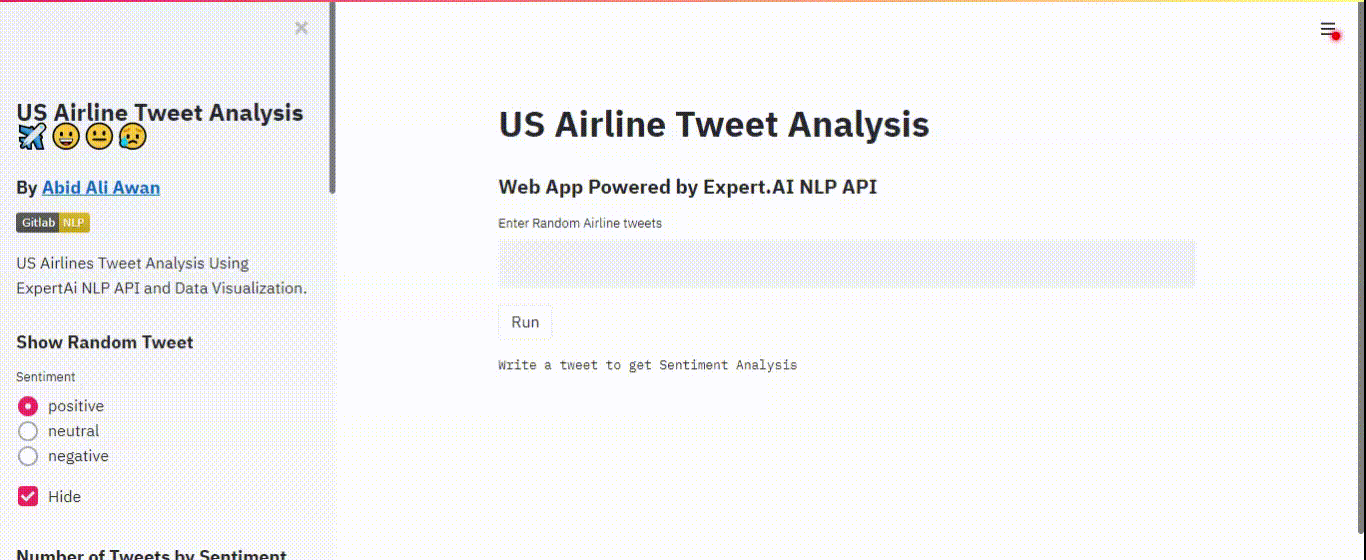 US Airline Tweet Analysis
✈️😀😐😥
By Abid Ali Awan
Gitlab NLP
US Airlines Tweet Analysis Using
ExpertAi NLP API and Data Visualization.
Show Random Tweet
Sentiment
positive
neutral
negative
Hide
Number of Tweets by Sentiment
US Airline Tweet Analysis
Web App Powered by Expert.AI NLP API
Enter Random Airline tweets
Run
Write a tweet to get Sentiment Analysis